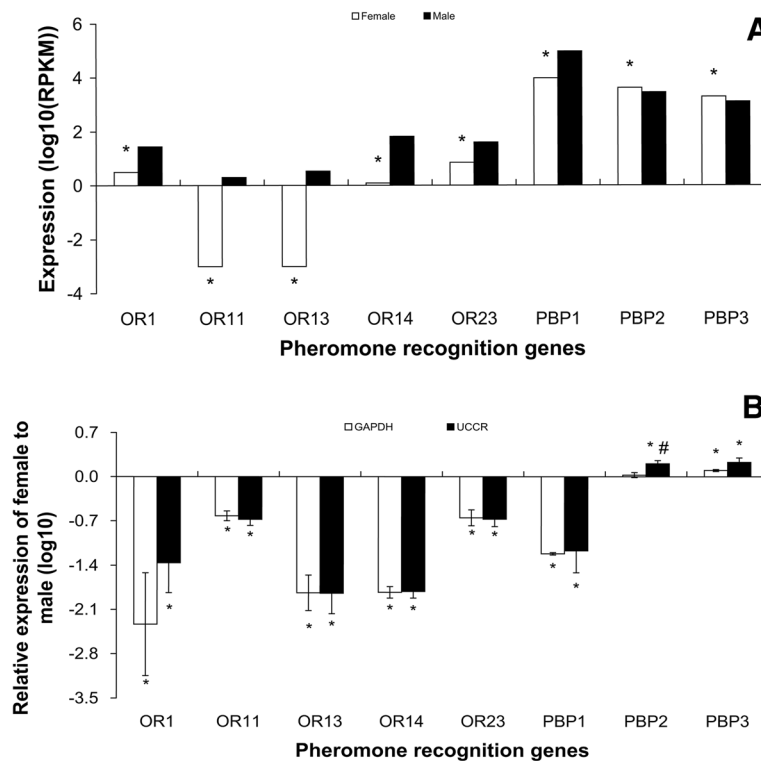 Female Male
A
Expression (log10(RPKM))
6
4
2
0
-2
-4
* * * * * * * *
OR1 OR11 OR13 OR14 OR23 PBP1 PBP2 PBP3
Pheromone recognition genes
B
GAPDH UCCR
Relative expression of female to
male (log10)
0.7
0.0
-0.7
-1.4
-2.1
-2.8
-3.5
* * * * * * * * * * * * * # * *
OR1 OR11 OR13 OR14 OR23 PBP1 PBP2 PBP3
Pheromone recognition genes